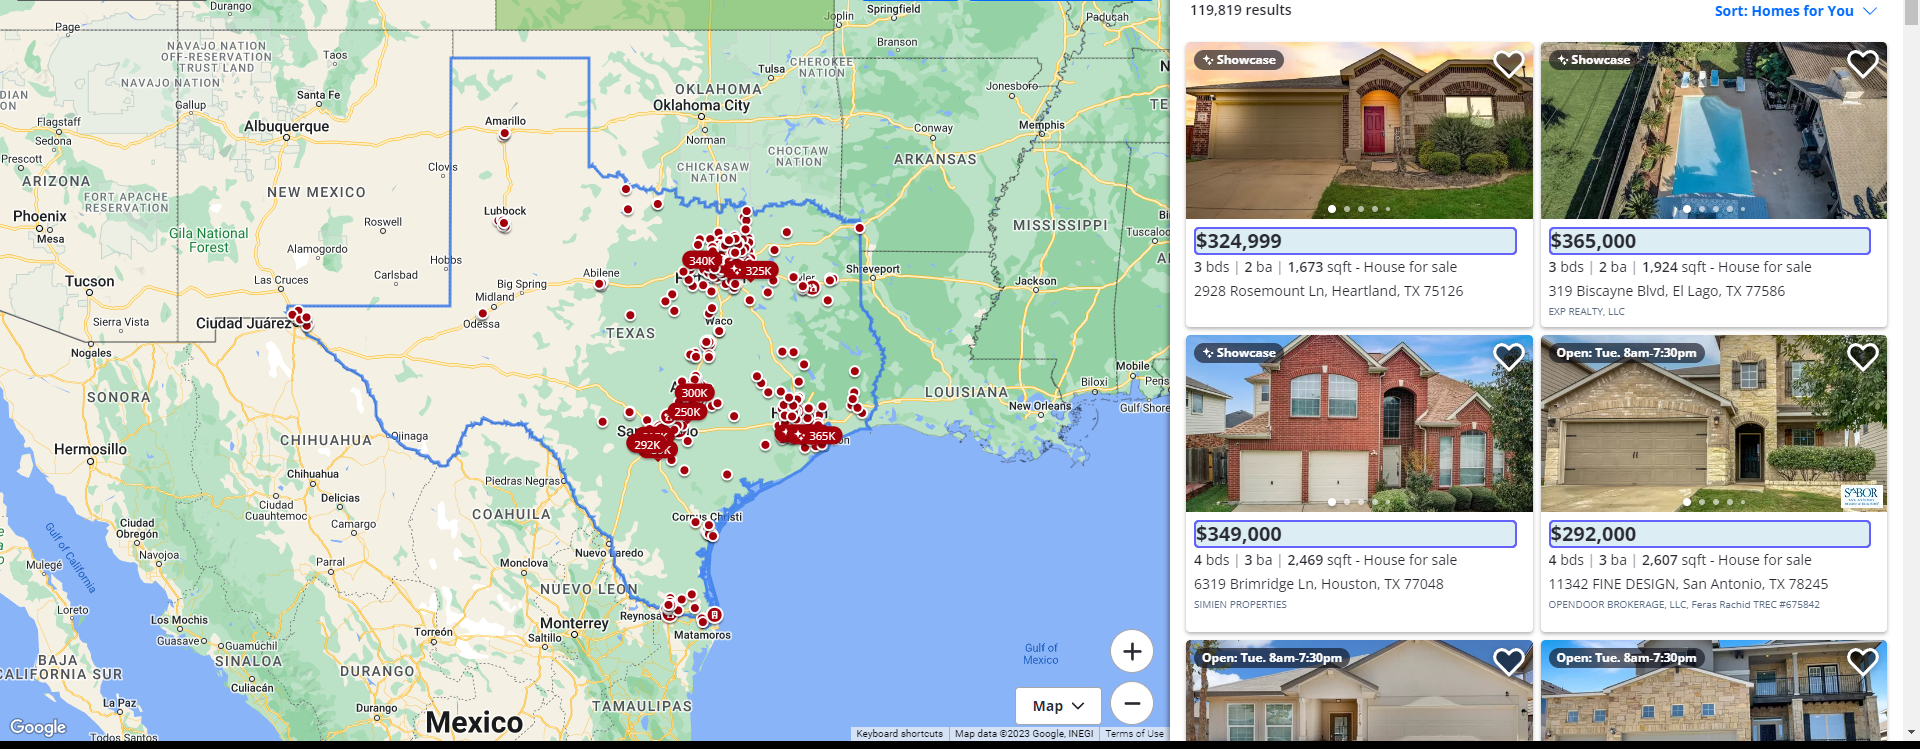 119,819 results
Sort: Homes for You
Showcase
$324,999
3 bds | 2 ba | 1,673 sqft - House for sale
2928 Rosemount Ln, Heartland, TX 75126
Showcase
$365,000
3 bds | 2 ba | 1,924 sqft - House for sale
319 Biscayne Blvd, El Lago, TX 77586
EXP REALTY, LLC
Showcase
$349,000
4 bds | 3 ba | 2,469 sqft - House for sale
6319 Brimridge Ln, Houston, TX 77048
SIMIEN PROPERTIES
Open: Tue. 8am-7:30pm
SABOR
$292,000
4 bds | 3 ba | 2,607 sqft - House for sale
11342 FINE DESIGN, San Antonio, TX 78245
OPENDOOR BROKERAGE, LLC, Feras Rachid TREC #675842
Open: Tue. 8am-7:30pm
Open: Tue. 8am-7:30pm
Durango
Page
NAVAJO NATION
OFF-RESERVATION
TRUST LAND
NAVAJO NATION
Taos
Gallup
Santa Fe
Flagstaff
Sedona
Albuquerque
Prescott
ARIZONA
FORT APACHE
RESERVATION
NEW MEXICO
Clovis
Phoenix
Mesa
Gila National
Forest
Roswell
Alamogordo
Hobbs
Tucson
Las Cruces
Carlsbad
Sierra Vista
Ciudad Juárez
Nogales
Amarillo
Lubbock
Abilene
Big Spring
Midland
Odessa
TEXAS
Waco
Joplin
Springfield
Branson
Paducah
Tulsa
CHEROKEE
NATION
OKLAHOMA
Oklahoma City
Norman
CHICKASAW
NATION
CHOCTAW
NATION
Jonesboro
Conway
Memphis
ARKANSAS
MISSISSIPPI
Shreveport
Jackson
LOUISIANA
Mobile
Biloxi
New Orleans
Gulf Shore
340K
325K
300K
250K
292K
365K
Corpus Christi
SONORA
Hermosillo
CHIHUAHUA
Ojinaga
Chihuahua
Delicias
Ciudad
Cuauhtemoc
Camargo
Ciudad
Obregón
Navojoa
Parral
Gulf of California
Mulegé
Loreto
Piedras Negras
COAHUILA
Nuevo Laredo
Monclova
NUEVO LEON
Reynosa
Matamoros
Monterrey
Saltillo
Torreón
Los Mochis
Guasave
Guamúchil
SINALOA
Culiacán
DURANGO
Durango
BAJA
CALIFORNIA SUR
La Paz
Todos Santos
TAMAULIPAS
Mexico
Gulf of
Mexico
Map
Google
Keyboard shortcuts
Map data ©2023 Google, INEGI
Terms of Use